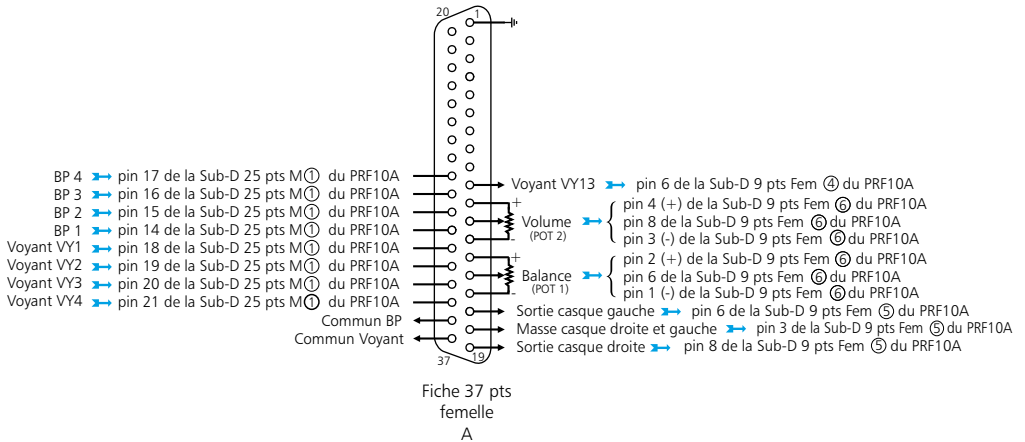 20
1
BP 4 pin 17 de la Sub-D 25 pts M① du PRF10A
BP 3 pin 16 de la Sub-D 25 pts M① du PRF10A
BP 2 pin 15 de la Sub-D 25 pts M① du PRF10A
BP 1 pin 14 de la Sub-D 25 pts M① du PRF10A
Voyant VY1 pin 18 de la Sub-D 25 pts M① du PRF10A
Voyant VY2 pin 19 de la Sub-D 25 pts M① du PRF10A
Voyant VY3 pin 20 de la Sub-D 25 pts M① du PRF10A
Voyant VY4 pin 21 de la Sub-D 25 pts M① du PRF10A
Commun BP
Commun Voyant
37
19
Voyant VY13 pin 6 de la Sub-D 9 pts Fem ④ du PRF10A
+
-
Volume
(POT 2)
pin 4 (+) de la Sub-D 9 pts Fem ⑥ du PRF10A
pin 8 de la Sub-D 9 pts Fem ⑥ du PRF10A
pin 3 (-) de la Sub-D 9 pts Fem ⑥ du PRF10A
+
-
Balance
(POT 1)
pin 2 (+) de la Sub-D 9 pts Fem ⑥ du PRF10A
pin 6 de la Sub-D 9 pts Fem ⑥ du PRF10A
pin 1 (-) de la Sub-D 9 pts Fem ⑥ du PRF10A
Sortie casque gauche pin 6 de la Sub-D 9 pts Fem ⑤ du PRF10A
Masse casque droite et gauche pin 3 de la Sub-D 9 pts Fem ⑤ du PRF10A
Sortie casque droite pin 8 de la Sub-D 9 pts Fem ⑤ du PRF10A
Fiche 37 pts
femelle
A